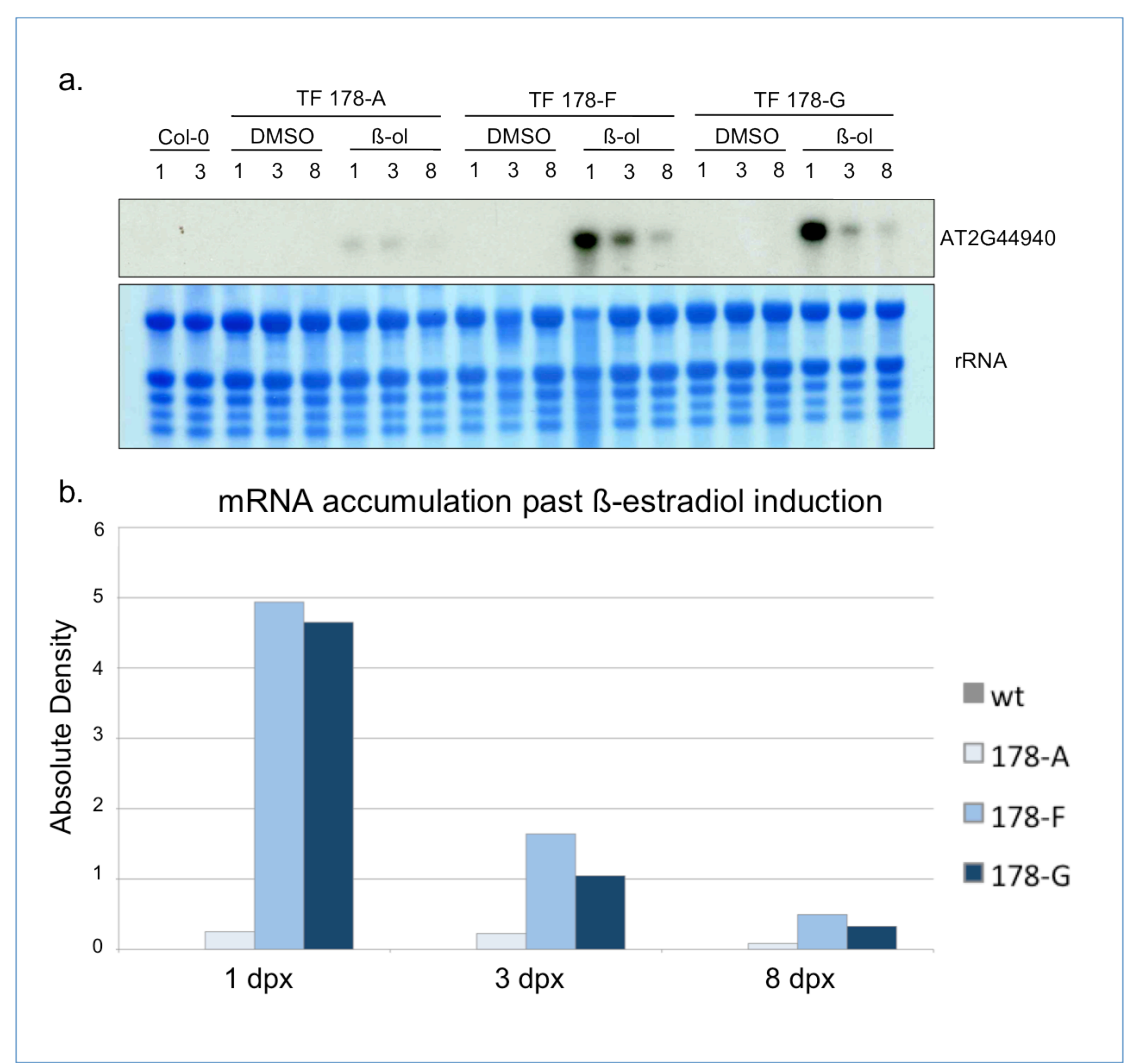 a.
TF 178-A TF 178-F TF 178-G
Col-0 DMSO ß-ol DMSO ß-ol DMSO ß-ol
1 3 1 3 8 1 3 8 1 3 8 1 3 8 1 3 8 1 3 8
AT2G44940
rRNA
b.
mRNA accumulation past ß-estradiol induction
Absolute Density
6
5
4
3
2
1
0
1 dpx 3 dpx 8 dpx
wt
178-A
178-F
178-G